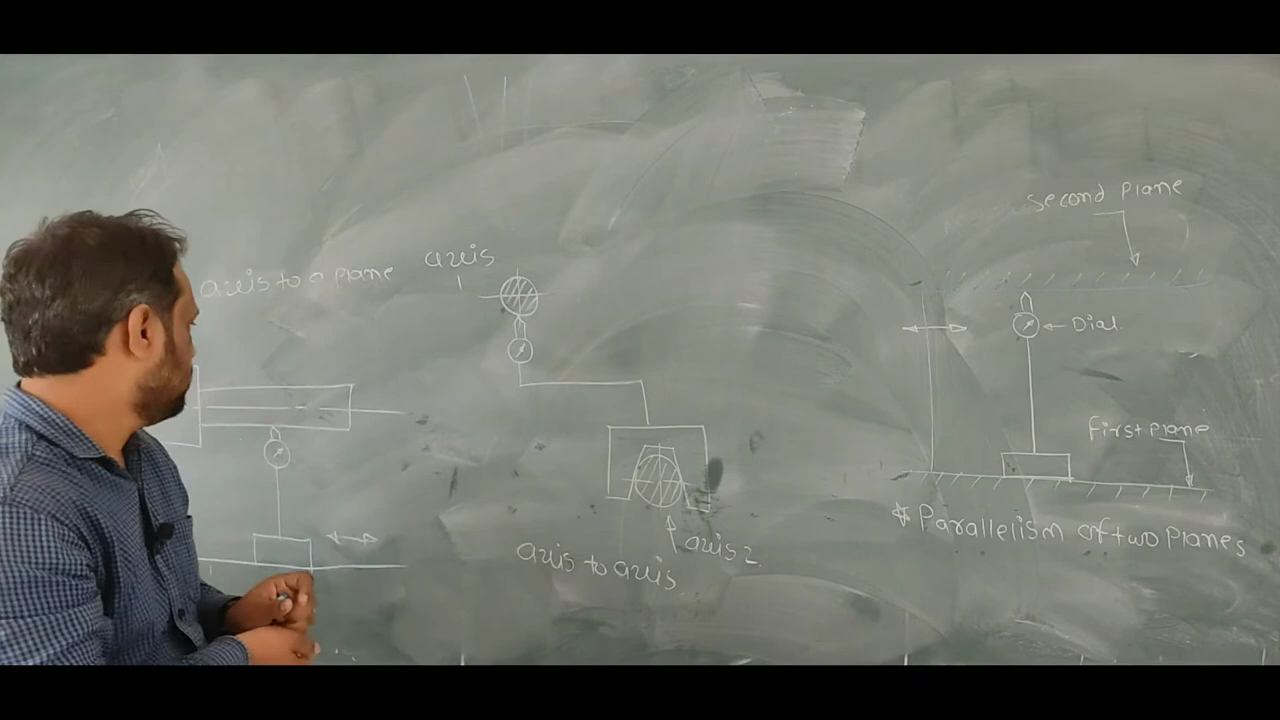 axis to a plane
axis
axis to axis
axis 2
Second Plane
Dial.
First Plane
* Parallelism of two Planes